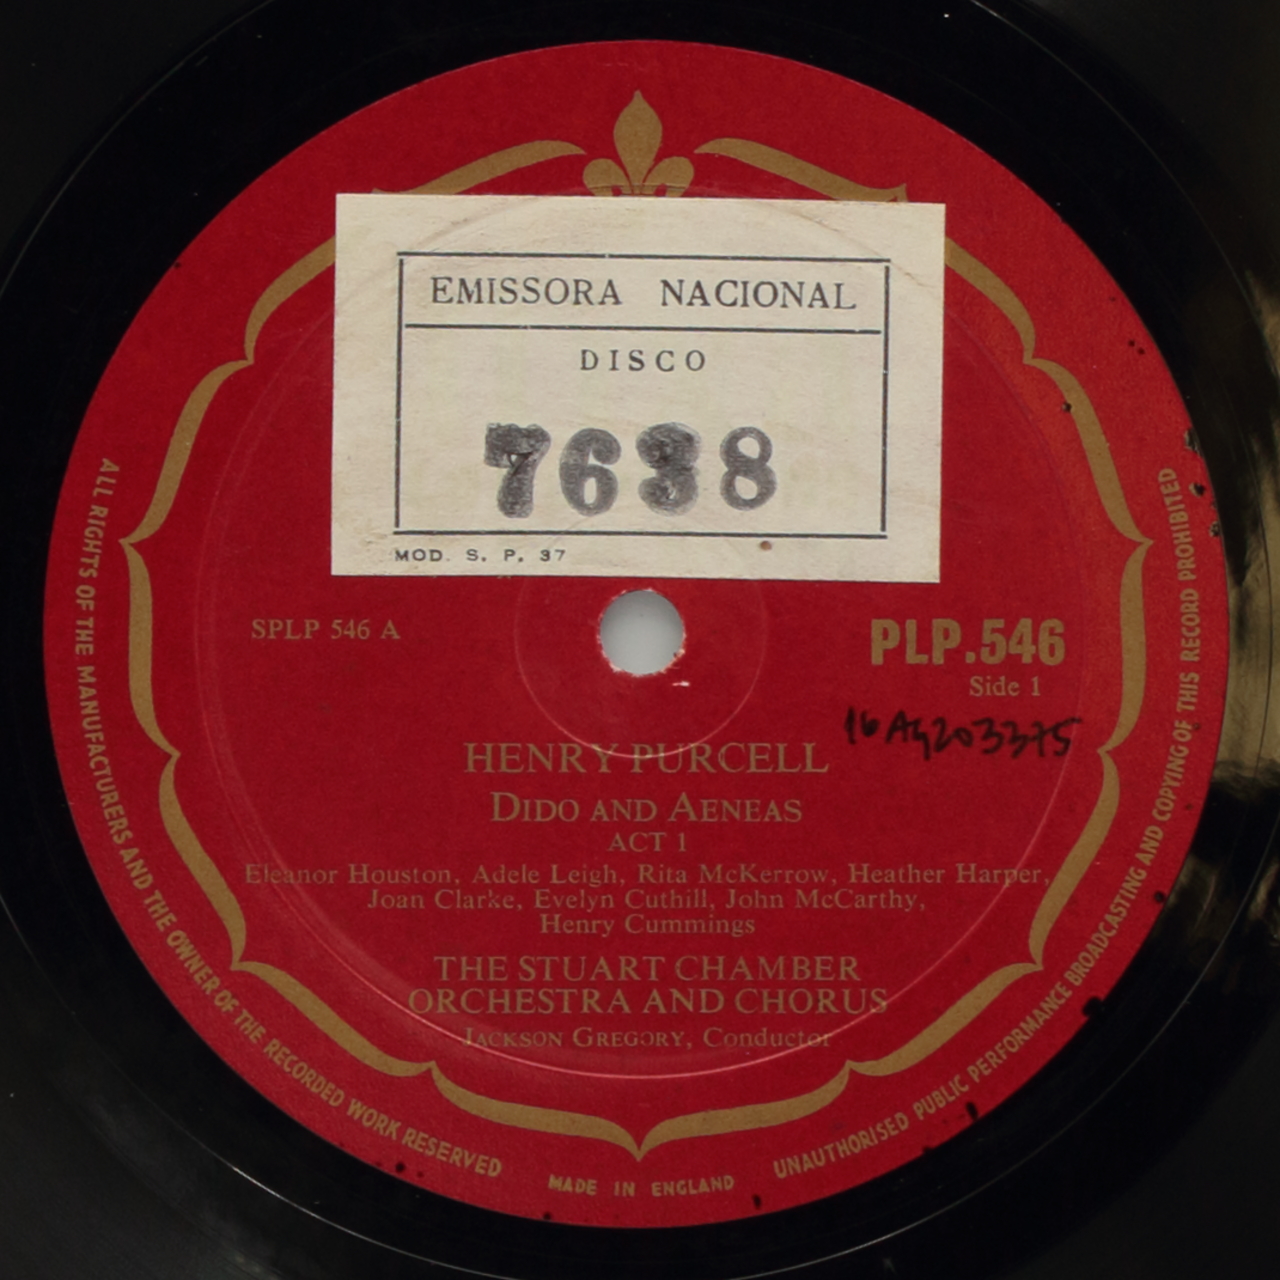 EMISSORA NACIONAL
DISCO
7638
MOD. S. P. 37
SPLP 546 A
PLP.546
Side 1
HENRY PURCELL
DIDO AND AENEAS
ACT 1
Eleanor Houston, Adele Leigh, Rita McKerrow, Heather Harper,
Joan Clarke, Evelyn Cuthill, John McCarthy,
Henry Cummings
THE STUART CHAMBER
ORCHESTRA AND CHORUS
JACKSON GREGORY, Conductor
ALL RIGHTS OF THE MANUFACTURERS AND THE OWNER OF THE RECORDED WORK RESERVED
MADE IN ENGLAND
UNAUTHORISED PUBLIC PERFORMANCE BROADCASTING AND COPYING OF THIS RECORD PROHIBITED